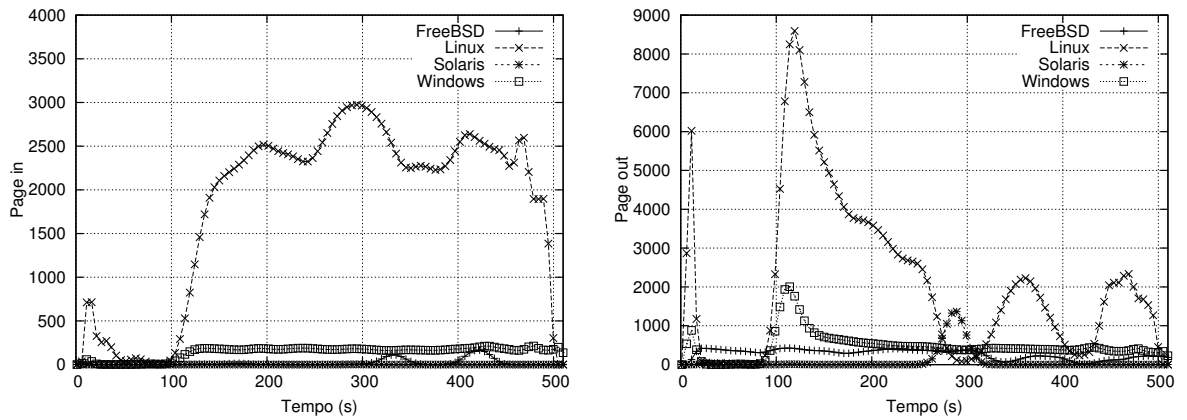 4000
3500
3000
2500
2000
1500
1000
500
0
Page in
0 100 200 300 400 500
Tempo (s)
FreeBSD
Linux
Solaris
Windows
9000
8000
7000
6000
5000
4000
3000
2000
1000
0
Page out
0 100 200 300 400 500
Tempo (s)
FreeBSD
Linux
Solaris
Windows